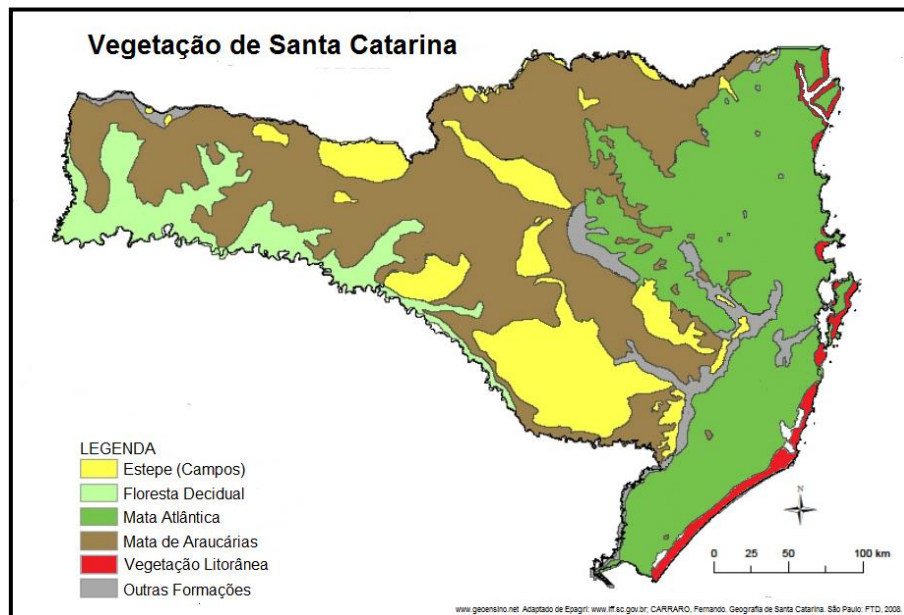 Vegetação de Santa Catarina
N
LEGENDA
Estepe (Campos)
Floresta Decidual
Mata Atlântica
Mata de Araucárias
Vegetação Litorânea
Outras Formações
0 25 50 100 km
www.geoensino.net Adaptado de Epagri: www.iff.sc.gov.br; CARRARO, Fernando. Geografia de Santa Catarina. São Paulo: FTD, 2008.